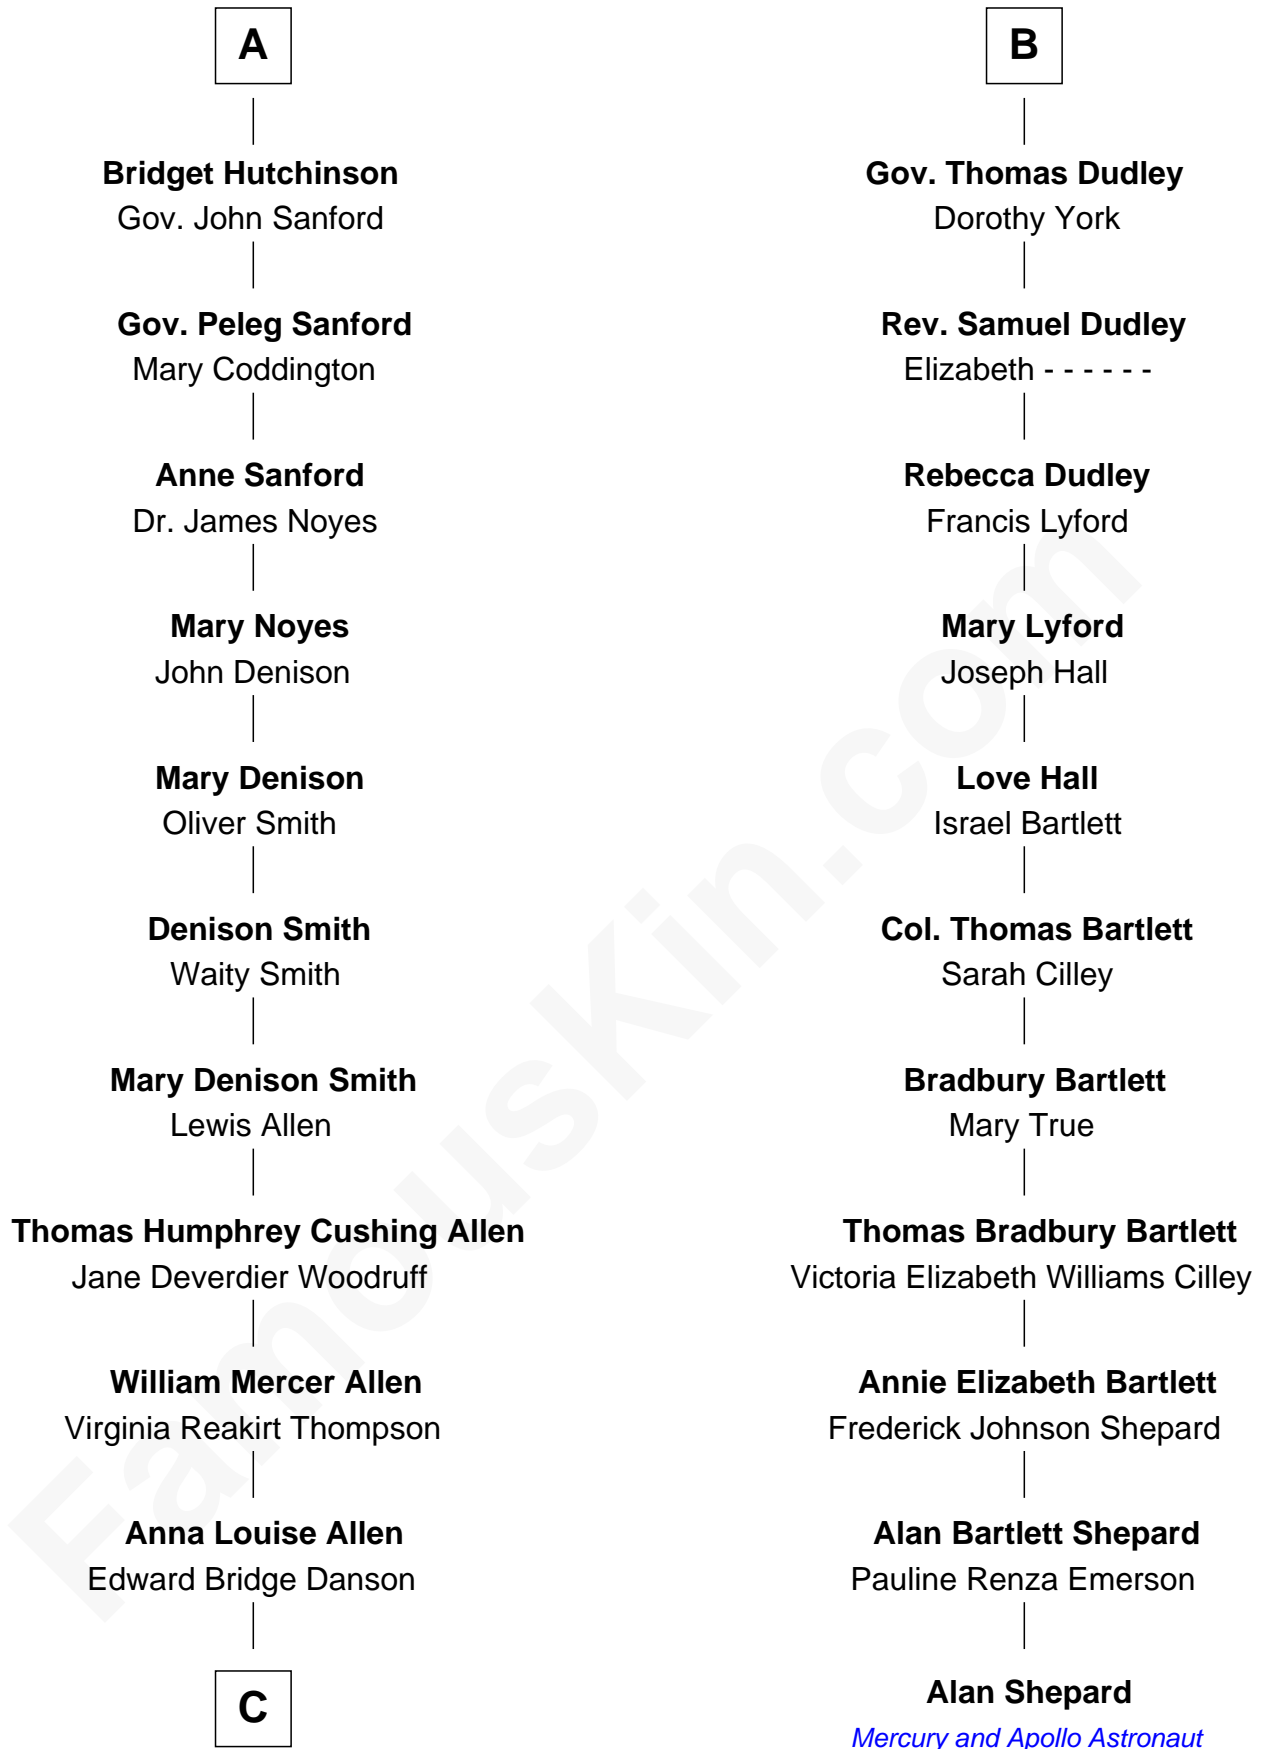 A
Bridget Hutchinson
Gov. John Sanford
Gov. Peleg Sanford
Mary Coddington
Anne Sanford
Dr. James Noyes
Mary Noyes
John Denison
Mary Denison
Oliver Smith
Denison Smith
Waity Smith
Mary Denison Smith
Lewis Allen
Thomas Humphrey Cushing Allen
Jane Deverdier Woodruff
William Mercer Allen
Virginia Reakirt Thompson
Anna Louise Allen
Edward Bridge Danson
C
B
Gov. Thomas Dudley
Dorothy York
Rev. Samuel Dudley
Elizabeth - - - - - -
Rebecca Dudley
Francis Lyford
Mary Lyford
Joseph Hall
Love Hall
Israel Bartlett
Col. Thomas Bartlett
Sarah Cilley
Bradbury Bartlett
Mary True
Thomas Bradbury Bartlett
Victoria Elizabeth Williams Cilley
Annie Elizabeth Bartlett
Frederick Johnson Shepard
Alan Bartlett Shepard
Pauline Renza Emerson
Alan Shepard
Mercury and Apollo Astronaut
FamousKin.com